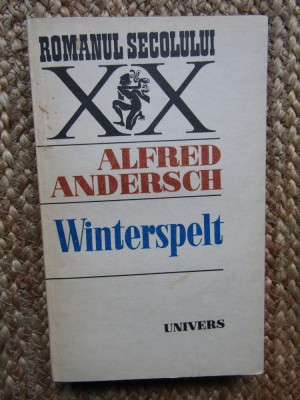 ROMANUL SECOLULUI
XX
ALFRED
ANDERSCH
Winterspelt
UNIVERS